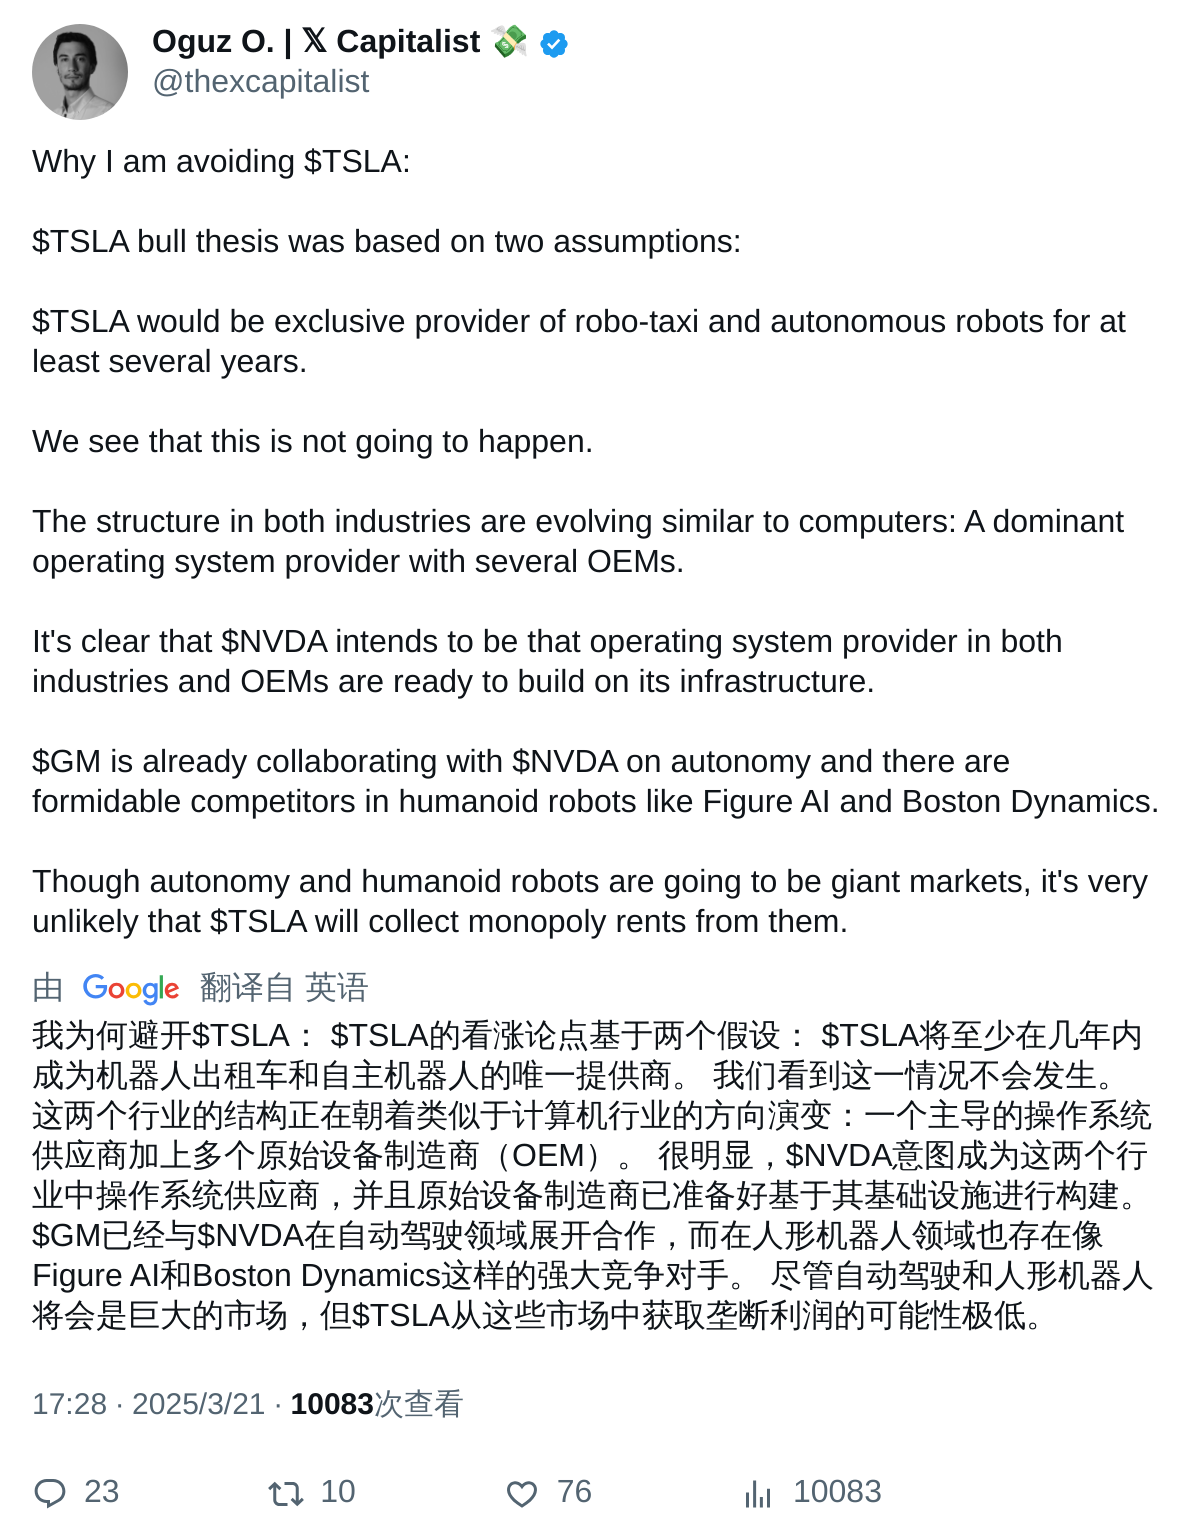 Oguz O. | 𝕏 Capitalist 💸
@thexcapitalist
Why I am avoiding $TSLA:
$TSLA bull thesis was based on two assumptions:
$TSLA would be exclusive provider of robo-taxi and autonomous robots for at
least several years.
We see that this is not going to happen.
The structure in both industries are evolving similar to computers: A dominant
operating system provider with several OEMs.
It's clear that $NVDA intends to be that operating system provider in both
industries and OEMs are ready to build on its infrastructure.
$GM is already collaborating with $NVDA on autonomy and there are
formidable competitors in humanoid robots like Figure AI and Boston Dynamics.
Though autonomy and humanoid robots are going to be giant markets, it's very
unlikely that $TSLA will collect monopoly rents from them.
由 Google 翻译自 英语
我为何避开$TSLA： $TSLA的看涨论点基于两个假设： $TSLA将至少在几年内
成为机器人出租车和自主机器人的唯一提供商。 我们看到这一情况不会发生。
这两个行业的结构正在朝着类似于计算机行业的方向演变：一个主导的操作系统
供应商加上多个原始设备制造商（OEM）。 很明显，$NVDA意图成为这两个行
业中操作系统供应商，并且原始设备制造商已准备好基于其基础设施进行构建。
$GM已经与$NVDA在自动驾驶领域展开合作，而在人形机器人领域也存在像
Figure AI和Boston Dynamics这样的强大竞争对手。 尽管自动驾驶和人形机器人
将会是巨大的市场，但$TSLA从这些市场中获取垄断利润的可能性极低。
17:28 · 2025/3/21 · 10083次查看
23 10 76 10083